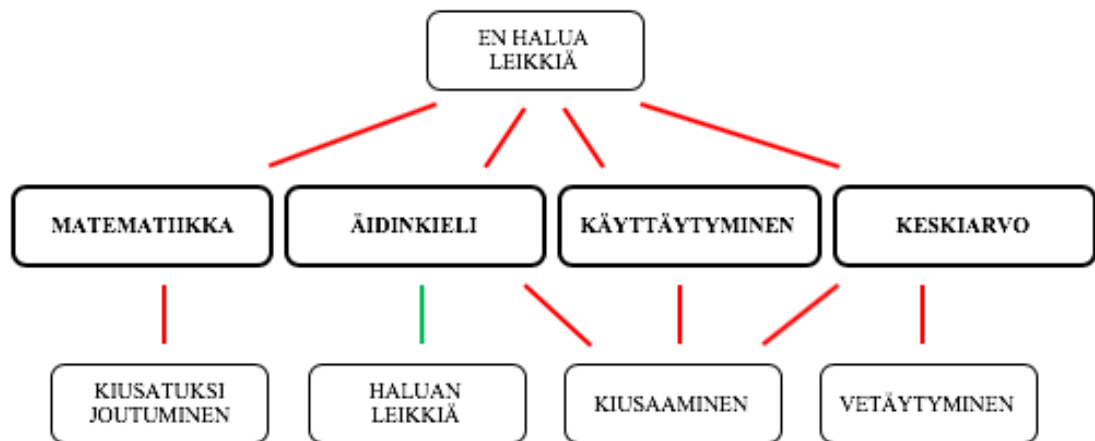 EN HALUA
LEIKKIÄ
MATEMATIIKKA
ÄIDINKIELI
KÄYTTÄYTYMINEN
KESKIARVO
KIUSATUKSI
JOUTUMINEN
HALUAN
LEIKKIÄ
KIUSAAMINEN
VETÄYTYMINEN